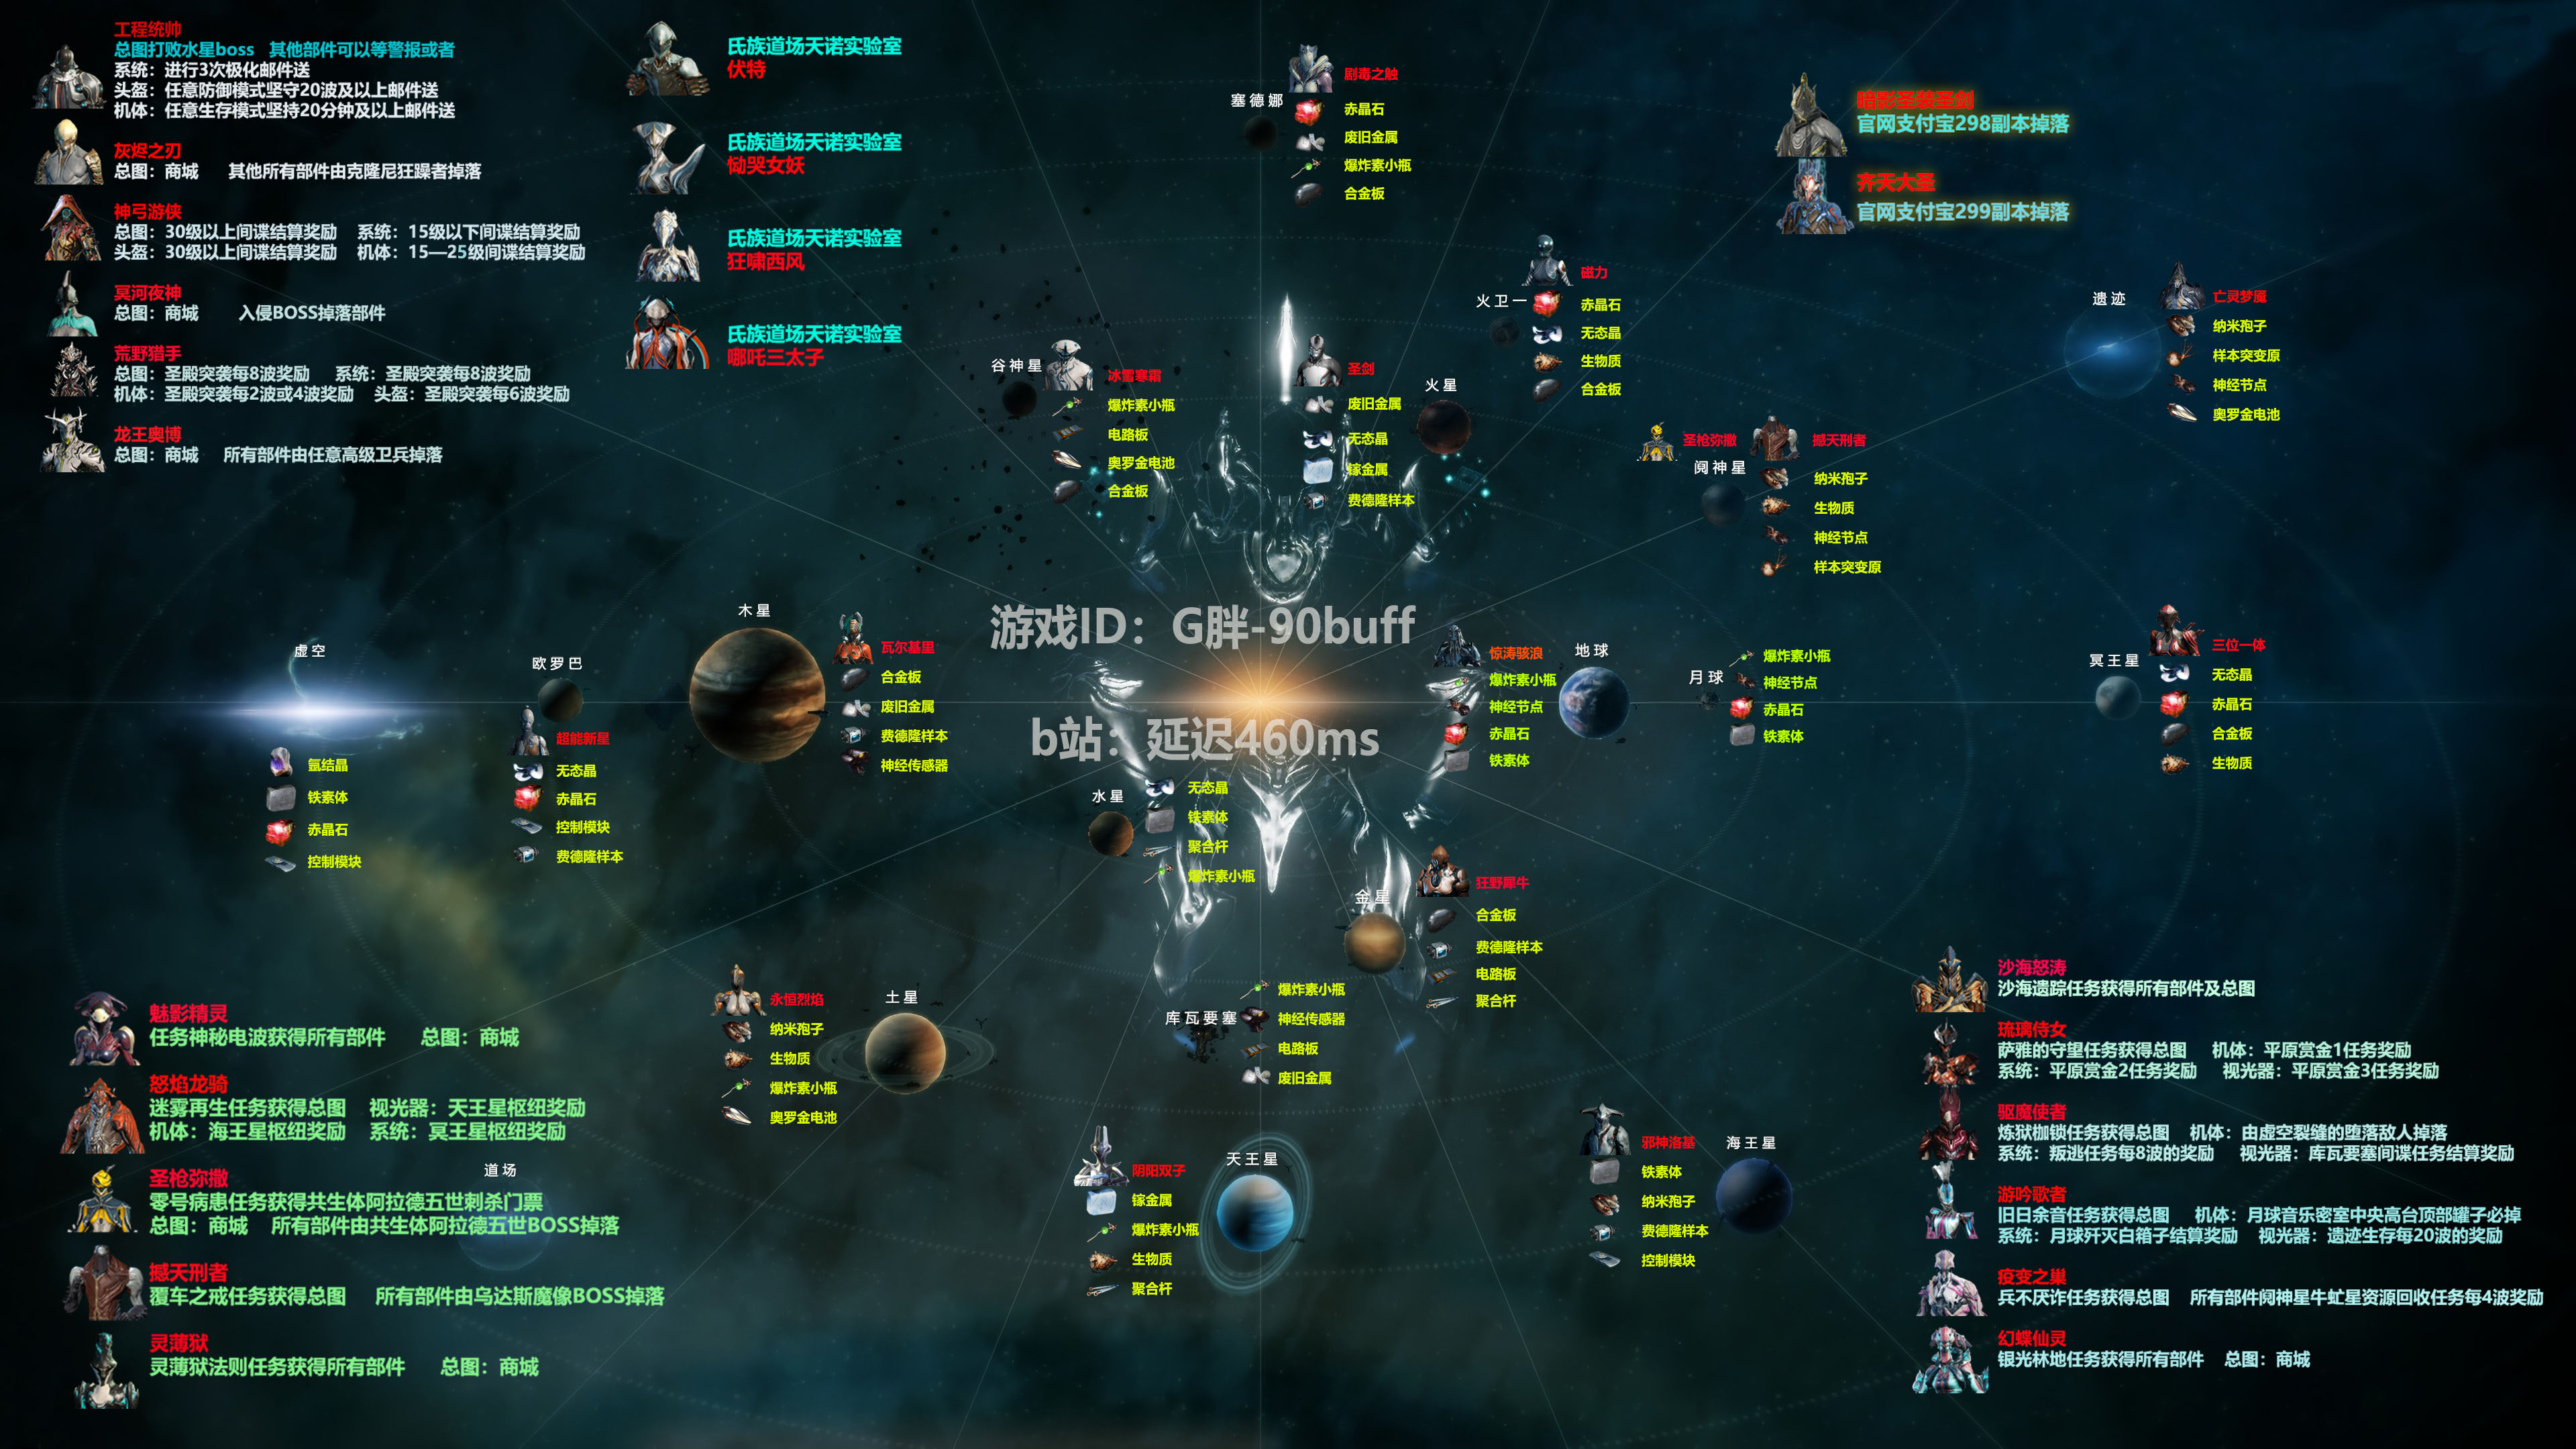 工程统帅
总图打败水星boss 其他部件可以等警报或者
系统：进行3次极化邮件送
头盔：任意防御模式坚守20波及以上邮件送
机体：任意生存模式坚持20分钟及以上邮件送
灰烬之刃
总图：商城 其他所有部件由克隆尼狂躁者掉落
神弓游侠
总图：30级以上间谍结算奖励 系统：15级以下间谍结算奖励
头盔：30级以上间谍结算奖励 机体：15—25级间谍结算奖励
冥河夜神
总图：商城 入侵BOSS掉落部件
荒野猎手
总图：圣殿突袭每8波奖励 系统：圣殿突袭每8波奖励
机体：圣殿突袭每2波或4波奖励 头盔：圣殿突袭每6波奖励
龙王奥博
总图：商城 所有部件由任意高级卫兵掉落
氏族道场天诺实验室
伏特
氏族道场天诺实验室
恸哭女妖
氏族道场天诺实验室
狂啸西风
氏族道场天诺实验室
哪吒三太子
塞德娜
剧毒之触
赤晶石
废旧金属
爆炸素小瓶
合金板
暗影圣装圣剑
官网支付宝298副本掉落
齐天大圣
官网支付宝299副本掉落
谷神星
冰雪寒霜
爆炸素小瓶
电路板
奥罗金电池
合金板
圣剑
废旧金属
无态晶
镓金属
费德隆样本
火星
火卫一
磁力
赤晶石
无态晶
生物质
合金板
圣枪弥撒
撼天刑者
阋神星
纳米孢子
生物质
神经节点
样本突变原
遗迹
亡灵梦魇
纳米孢子
样本突变原
神经节点
奥罗金电池
游戏ID：G胖-90buff
b站：延迟460ms
虚空
氩结晶
铁素体
赤晶石
控制模块
欧罗巴
超能新星
无态晶
赤晶石
控制模块
费德隆样本
木星
瓦尔基里
合金板
废旧金属
费德隆样本
神经传感器
水星
无态晶
铁素体
聚合杆
爆炸素小瓶
惊涛骇浪
爆炸素小瓶
神经节点
赤晶石
铁素体
地球
月球
爆炸素小瓶
神经节点
赤晶石
铁素体
冥王星
三位一体
无态晶
赤晶石
合金板
生物质
金星
狂野犀牛
合金板
费德隆样本
电路板
聚合杆
永恒烈焰
纳米孢子
生物质
爆炸素小瓶
奥罗金电池
土星
库瓦要塞
爆炸素小瓶
神经传感器
电路板
废旧金属
阴阳双子
镓金属
爆炸素小瓶
生物质
聚合杆
天王星
邪神洛基
铁素体
纳米孢子
费德隆样本
控制模块
海王星
道场
魅影精灵
任务神秘电波获得所有部件 总图：商城
怒焰龙骑
迷雾再生任务获得总图 视光器：天王星枢纽奖励
机体：海王星枢纽奖励 系统：冥王星枢纽奖励
圣枪弥撒
零号病患任务获得共生体阿拉德五世刺杀门票
总图：商城 所有部件由共生体阿拉德五世BOSS掉落
撼天刑者
覆车之戒任务获得总图 所有部件由乌达斯魔像BOSS掉落
灵薄狱
灵薄狱法则任务获得所有部件 总图：商城
沙海怒涛
沙海遗踪任务获得所有部件及总图
琉璃侍女
萨雅的守望任务获得总图 机体：平原赏金1任务奖励
系统：平原赏金2任务奖励 视光器：平原赏金3任务奖励
驱魔使者
炼狱枷锁任务获得总图 机体：由虚空裂缝的堕落敌人掉落
系统：叛逃任务每8波的奖励 视光器：库瓦要塞间谍任务结算奖励
游吟歌者
旧日余音任务获得总图 机体：月球音乐密室中央高台顶部罐子必掉
系统：月球歼灭白箱子结算奖励 视光器：遗迹生存每20波的奖励
疫变之巢
兵不厌诈任务获得总图 所有部件阋神星牛虻星资源回收任务每4波奖励
幻蝶仙灵
银光林地任务获得所有部件 总图：商城